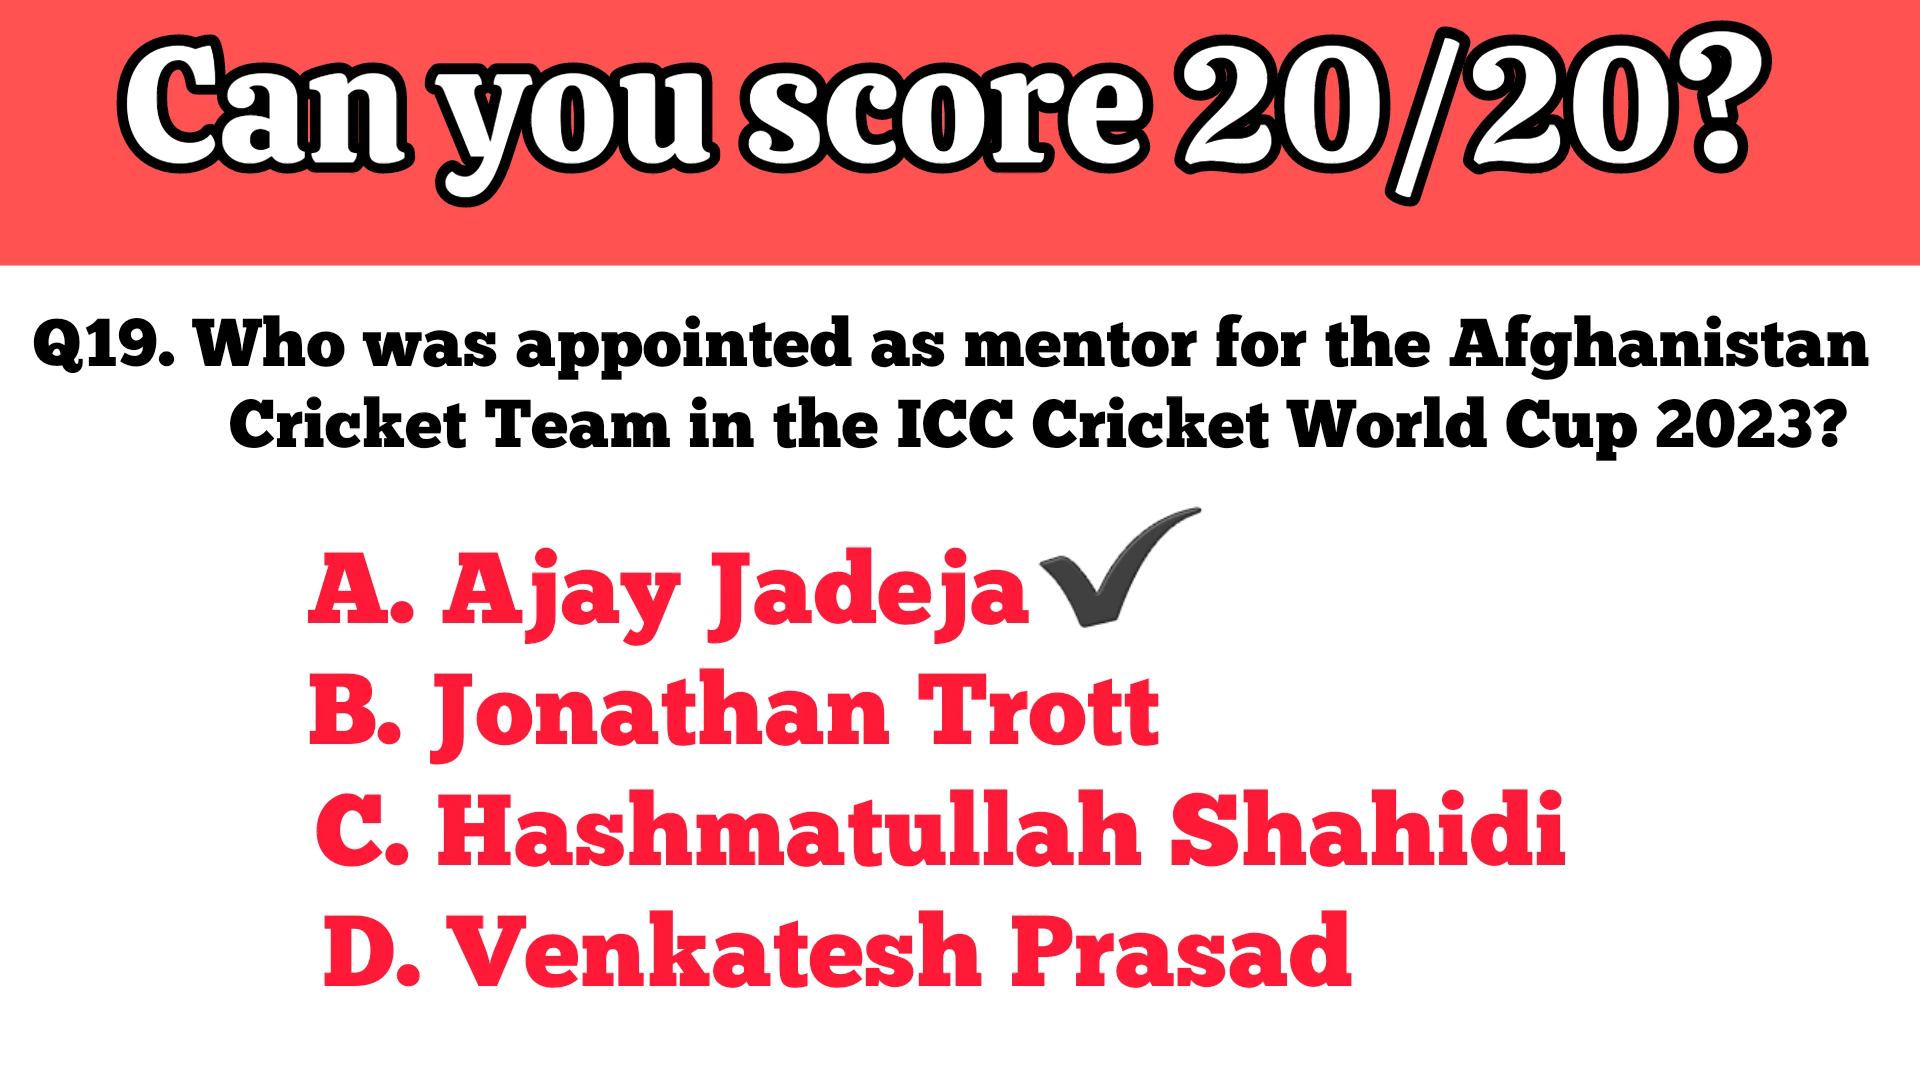 Can you score 20/20?
Q19. Who was appointed as mentor for the Afghanistan
Cricket Team in the ICC Cricket World Cup 2023?
A. Ajay Jadeja ✔
B. Jonathan Trott
C. Hashmatullah Shahidi
D. Venkatesh Prasad